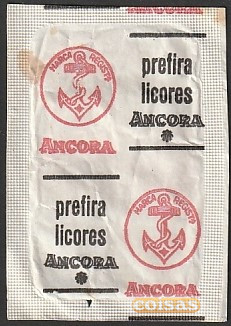 MARCA REGISTº
ANCORA
prefira
licores
ANCORA
prefira
licores
ANCORA
MARCA REGISTº
ANCORA
COISAS